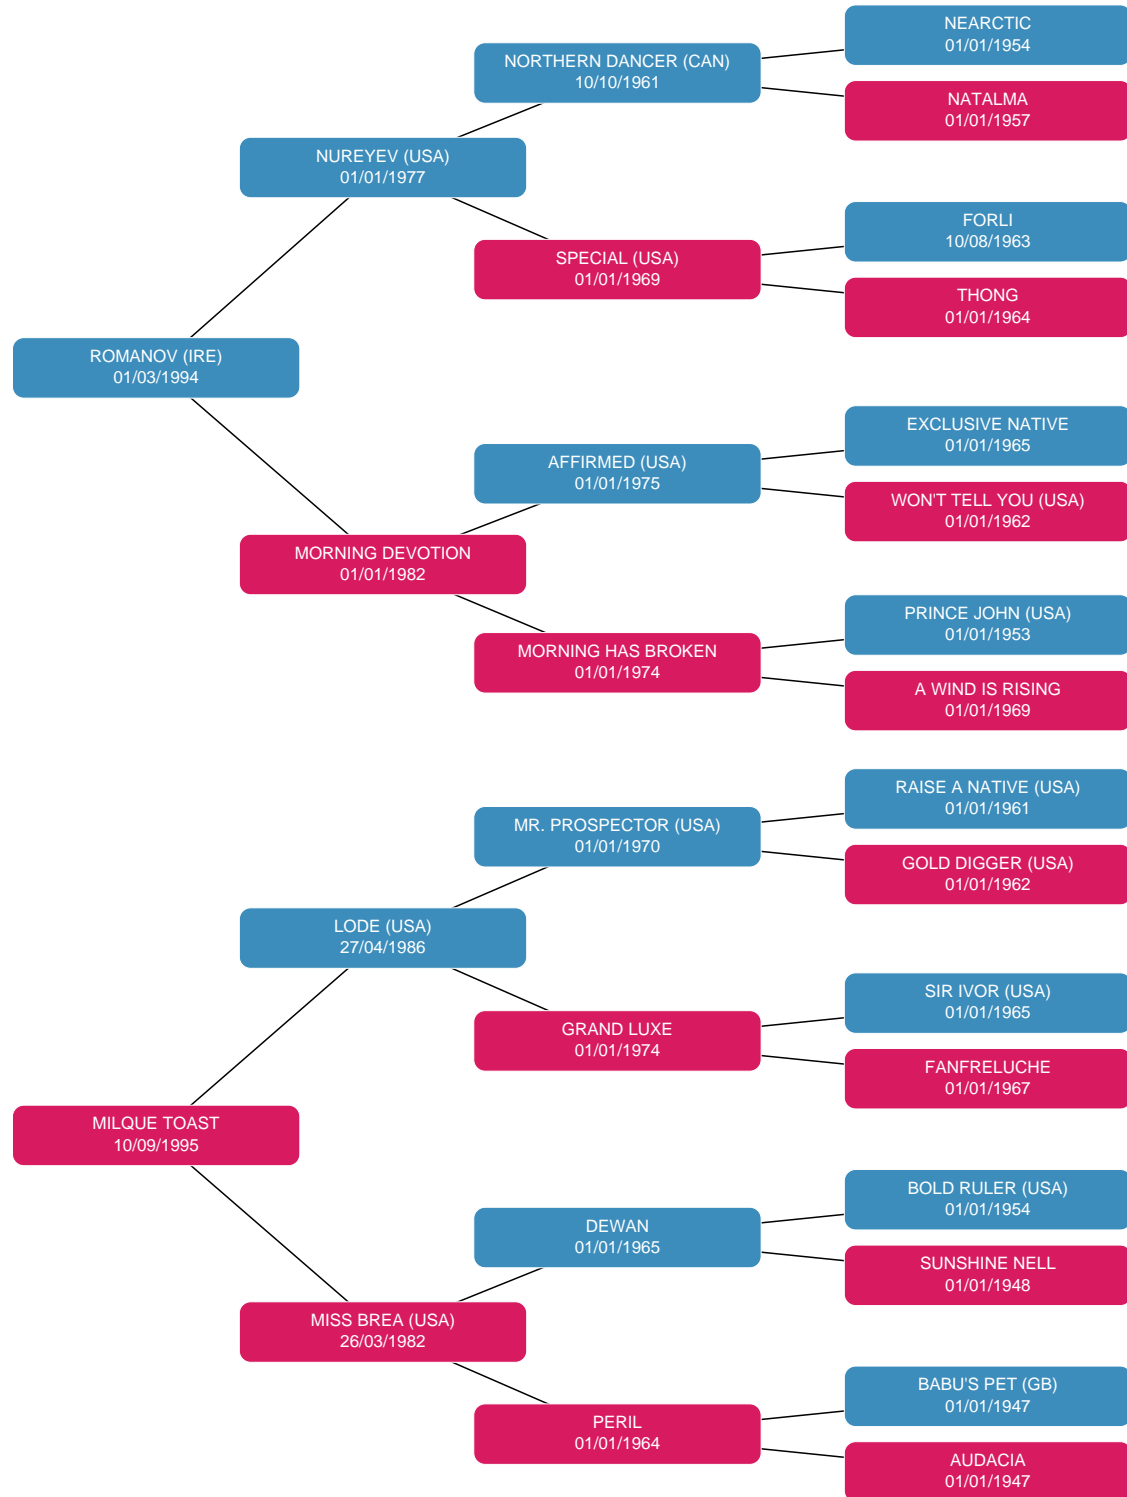 NEARCTIC
01/01/1954
NORTHERN DANCER (CAN)
10/10/1961
NATALMA
01/01/1957
NUREYEV (USA)
01/01/1977
FORLI
10/08/1963
SPECIAL (USA)
01/01/1969
THONG
01/01/1964
ROMANOV (IRE)
01/03/1994
EXCLUSIVE NATIVE
01/01/1965
AFFIRMED (USA)
01/01/1975
WON'T TELL YOU (USA)
01/01/1962
MORNING DEVOTION
01/01/1982
PRINCE JOHN (USA)
01/01/1953
MORNING HAS BROKEN
01/01/1974
A WIND IS RISING
01/01/1969
RAISE A NATIVE (USA)
01/01/1961
MR. PROSPECTOR (USA)
01/01/1970
GOLD DIGGER (USA)
01/01/1962
LODE (USA)
27/04/1986
SIR IVOR (USA)
01/01/1965
GRAND LUXE
01/01/1974
FANFRELUCHE
01/01/1967
MILQUE TOAST
10/09/1995
BOLD RULER (USA)
01/01/1954
DEWAN
01/01/1965
SUNSHINE NELL
01/01/1948
MISS BREA (USA)
26/03/1982
BABU'S PET (GB)
01/01/1947
PERIL
01/01/1964
AUDACIA
01/01/1947